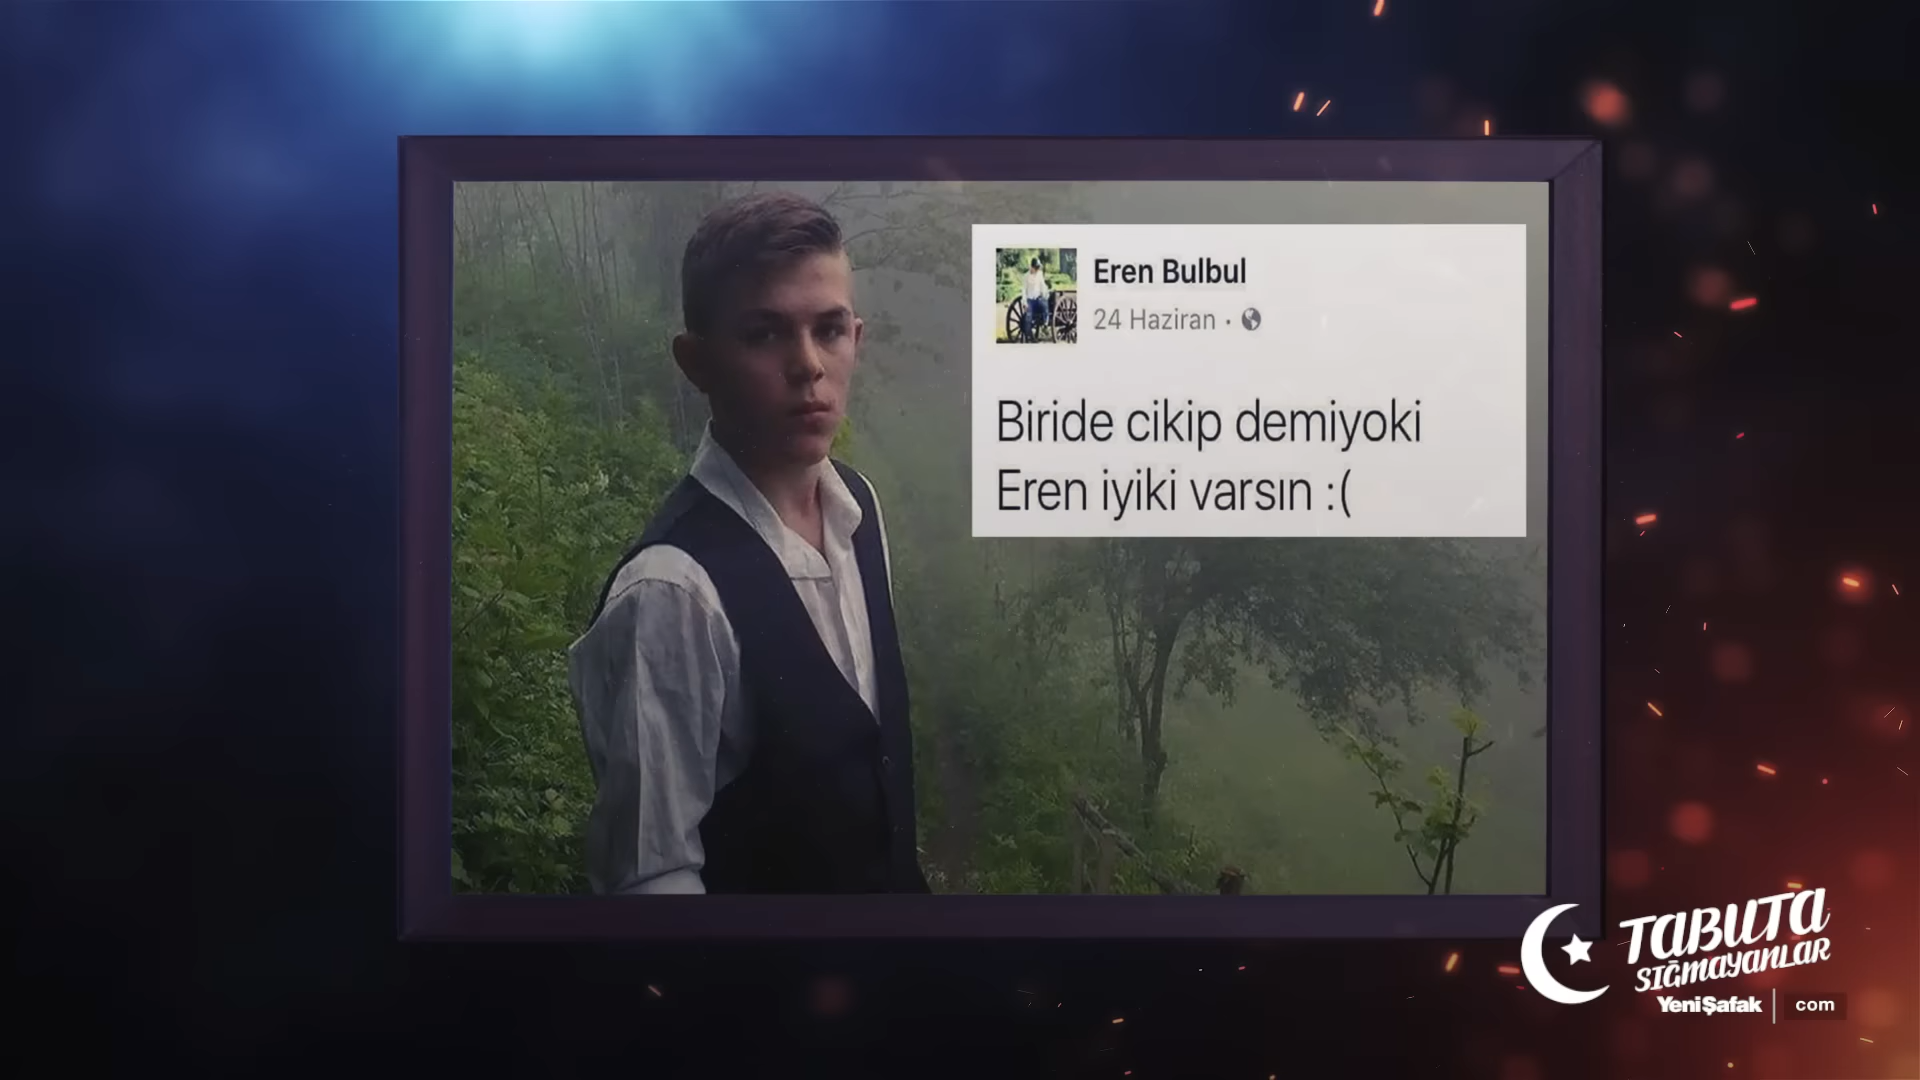 Eren Bulbul
24 Haziran
Biride cikip demiyoki
Eren iyiki varsın :(
TABUTA
SIĞMAYANLAR
YeniŞafak | com